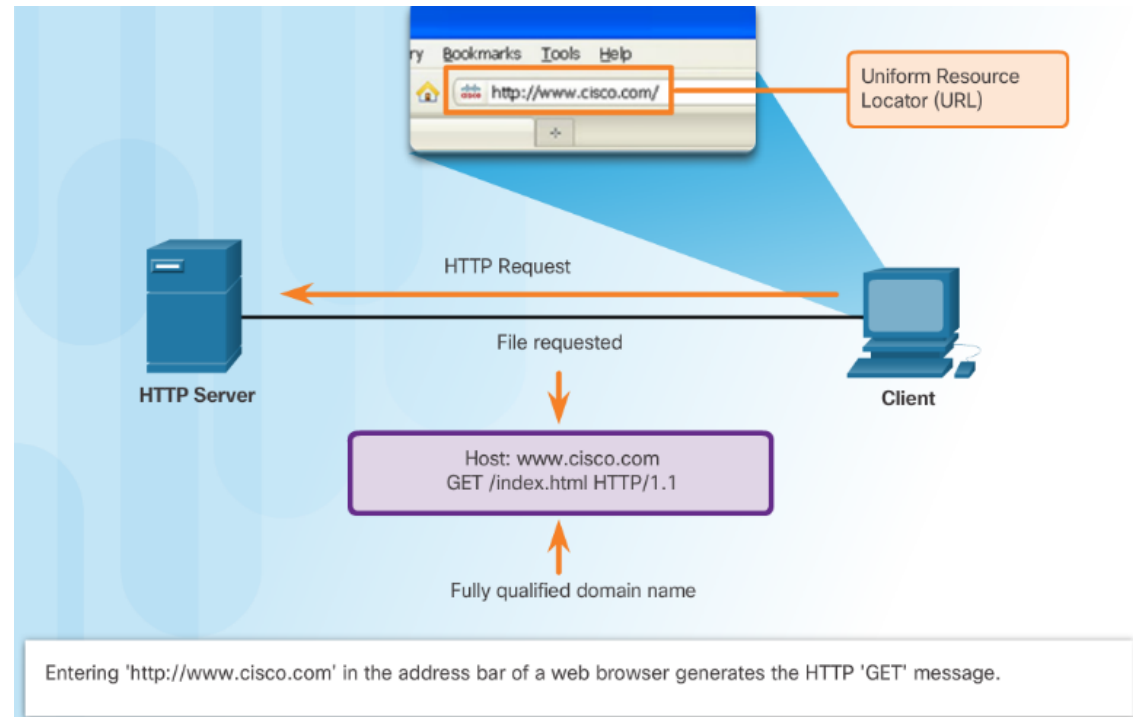 ry Bookmarks Tools Help
cisco http://www.cisco.com/
Uniform Resource
Locator (URL)
HTTP Request
File requested
HTTP Server
Client
Host: www.cisco.com
GET /index.html HTTP/1.1
Fully qualified domain name
Entering 'http://www.cisco.com' in the address bar of a web browser generates the HTTP 'GET' message.